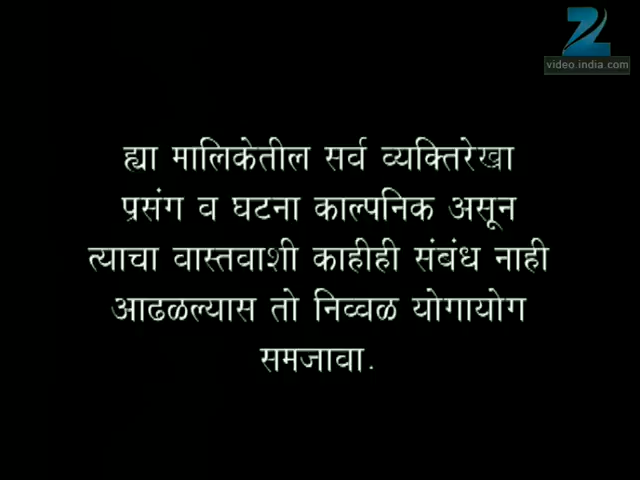 Z
video.india.com
ह्या मालिकेतील सर्व व्यक्तिरेखा
प्रसंग व घटना काल्पनिक असून
त्याचा वास्तवाशी काहीही संबंध नाही
आढळल्यास तो निव्वळ योगायोग
समजावा.